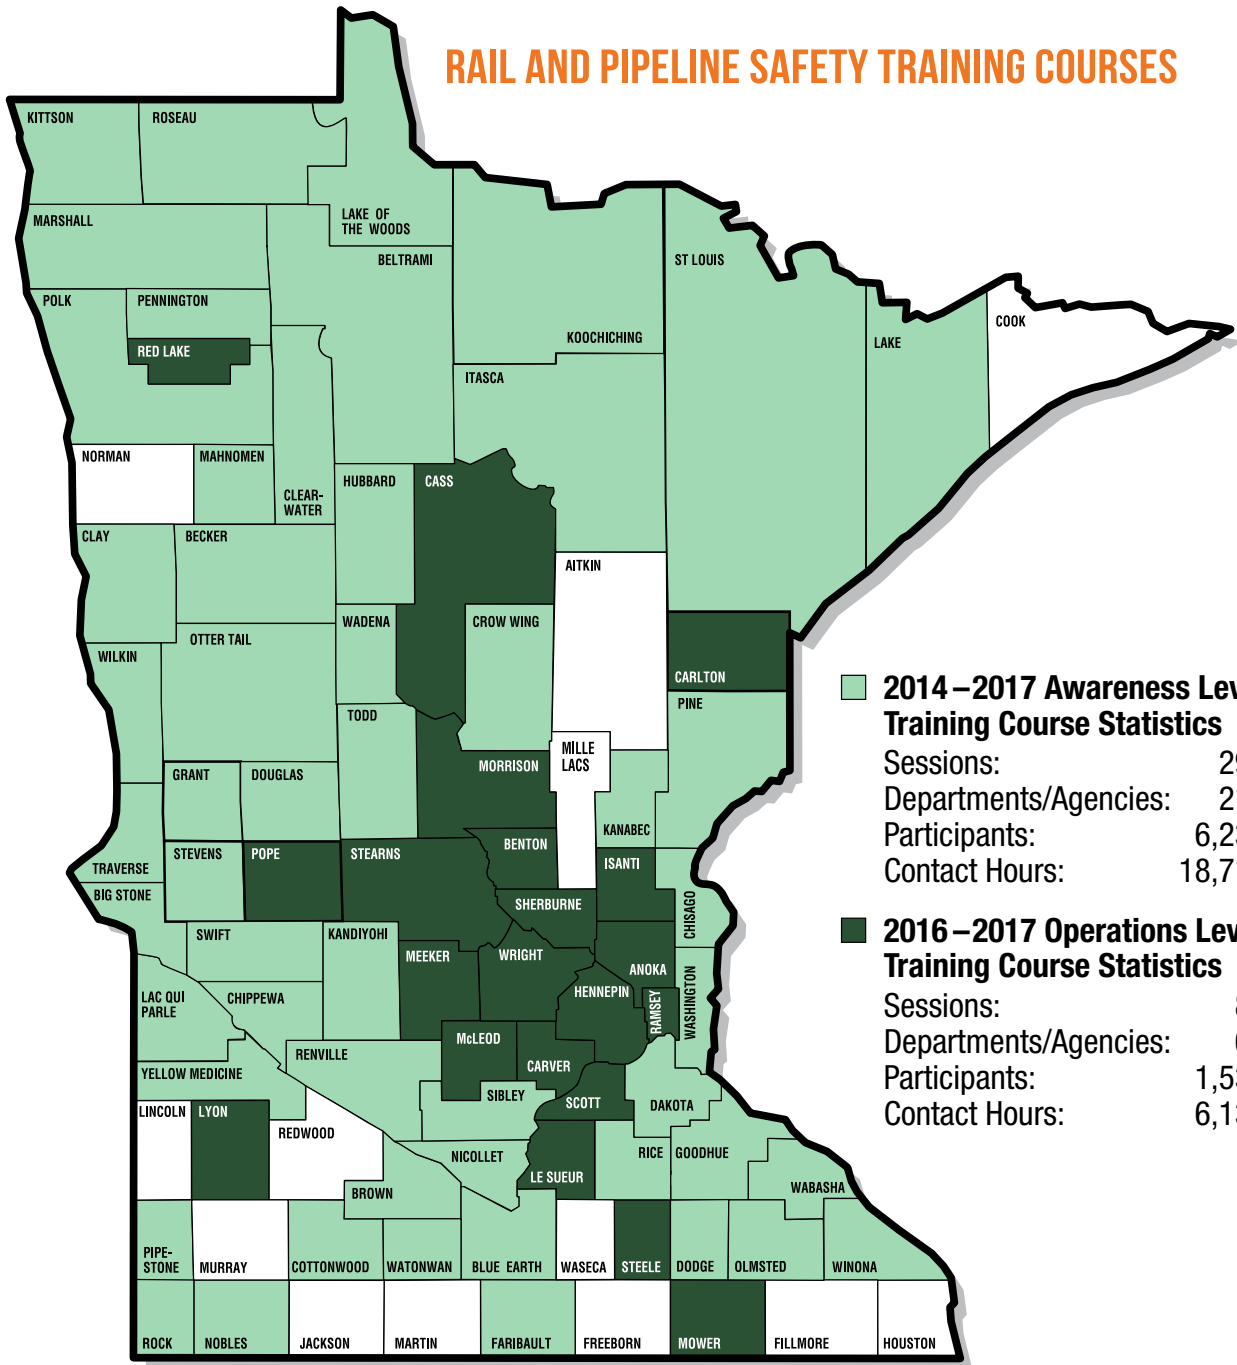 RAIL AND PIPELINE SAFETY TRAINING COURSES
KITTSON
ROSEAU
LAKE OF
THE WOODS
MARSHALL
BELTRAMI
ST LOUIS
POLK
PENNINGTON
KOOCHICHING
COOK
LAKE
RED LAKE
ITASCA
NORMAN
MAHNOMEN
CLEAR-
WATER
HUBBARD
CASS
CLAY
BECKER
AITKIN
WADENA
CROW WING
OTTER TAIL
WILKIN
CARLTON
PINE
TODD
MORRISON
MILLE
LACS
GRANT
DOUGLAS
KANABEC
BENTON
STEVENS
POPE
STEARNS
ISANTI
TRAVERSE
BIG STONE
SHERBURNE
CHISAGO
SWIFT
KANDIYOHI
MEEKER
WRIGHT
ANOKA
HENNEPIN
RAMSEY
WASHINGTON
LAC QUI
PARLE
CHIPPEWA
McLEOD
CARVER
RENVILLE
YELLOW MEDICINE
SIBLEY
SCOTT
DAKOTA
LINCOLN
LYON
REDWOOD
NICOLLET
LE SUEUR
RICE
GOODHUE
WABASHA
BROWN
PIPE-
STONE
MURRAY
COTTONWOOD
WATONWAN
BLUE EARTH
WASECA
STEELE
DODGE
OLMSTED
WINONA
ROCK
NOBLES
JACKSON
MARTIN
FARIBAULT
FREEBORN
MOWER
FILLMORE
HOUSTON
2014–2017 Awareness
Training Course Statistics
Sessions:
Departments/Agencies:
Participants:
Contact Hours:
2016–2017 Operations
Training Course Statistics
Sessions:
Departments/Agencies:
Participants:
Contact Hours: